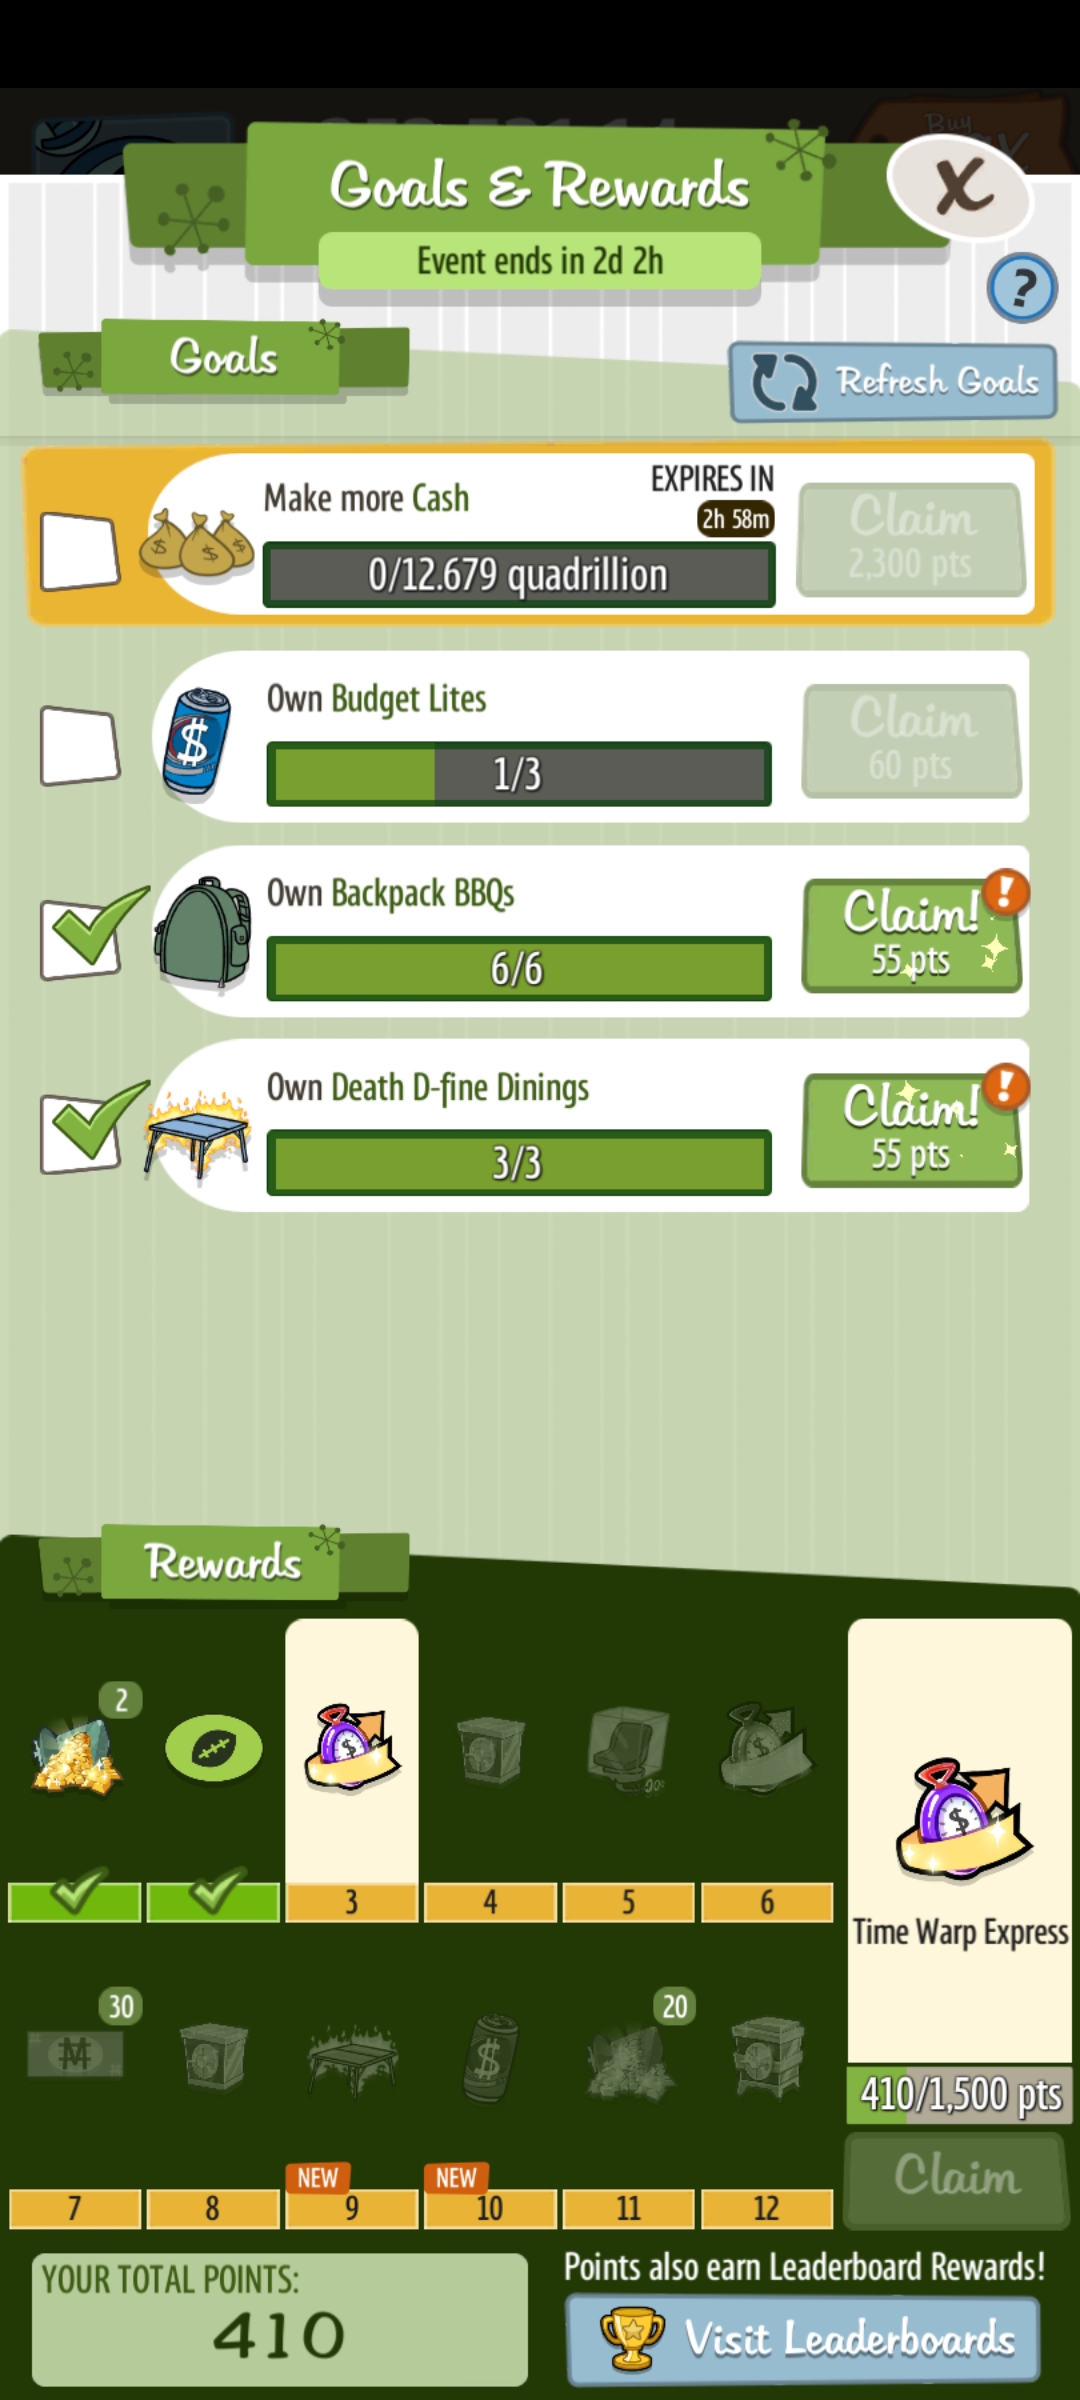 Buy
Goals & Rewards
X
Event ends in 2d 2h
?
Goals
Refresh Goals
Make more Cash
EXPIRES IN
2h 58m
0/12.679 quadrillion
Claim
2,300 pts
Own Budget Lites
1/3
Claim
60 pts
Own Backpack BBQs
6/6
Claim!
55 pts
!
Own Death D-fine Dinings
3/3
Claim!
55 pts
!
Rewards
2
3
4
5
6
Time Warp Express
30
20
410/1,500 pts
NEW
NEW
7
8
9
10
11
12
Claim
YOUR TOTAL POINTS:
410
Points also earn Leaderboard Rewards!
Visit Leaderboards